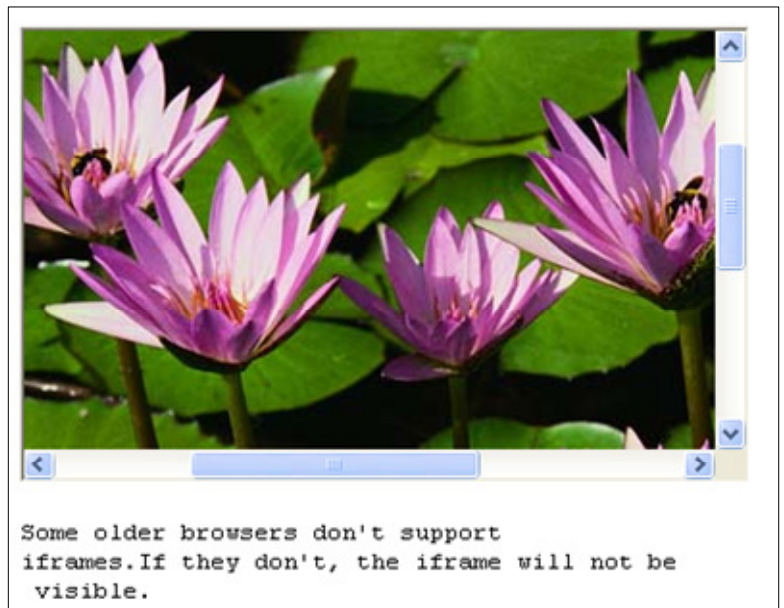 Some older browsers don't support
iframes.If they don't, the iframe will not be
visible.